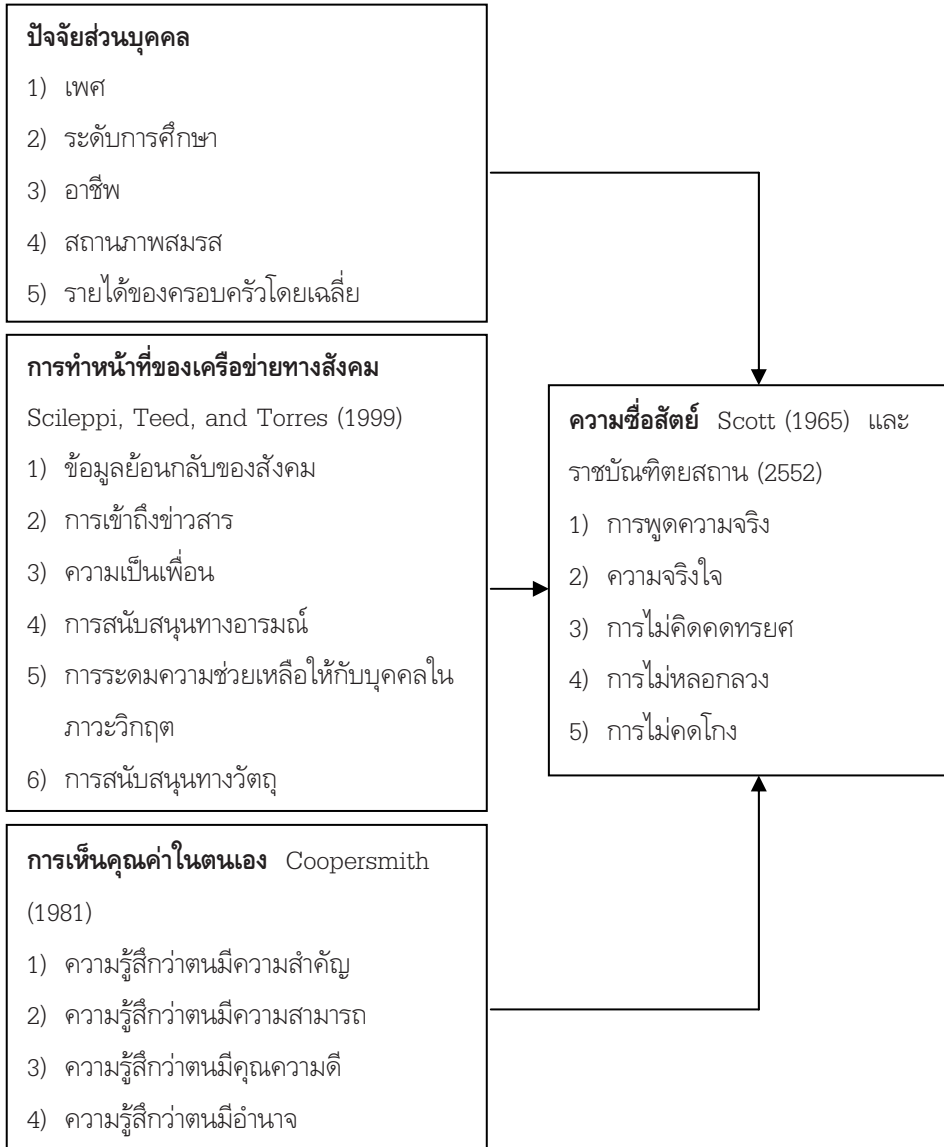 ปัจจัยส่วนบุคคล
1) เพศ
2) ระดับการศึกษา
3) อาชีพ
4) สถานภาพสมรส
5) รายได้ของครอบครัวโดยเฉลี่ย
การทำหน้าที่ของเครือข่ายทางสังคม
Scileppi, Teed, and Torres (1999)
1) ข้อมูลย้อนกลับของสังคม
2) การเข้าถึงข่าวสาร
3) ความเป็นเพื่อน
4) การสนับสนุนทางอารมณ์
5) การระดมความช่วยเหลือให้กับบุคคลใน
ภาวะวิกฤต
6) การสนับสนุนทางวัตถุ
การเห็นคุณค่าในตนเอง Coopersmith
(1981)
1) ความรู้สึกว่าตนมีความสำคัญ
2) ความรู้สึกว่าตนมีความสามารถ
3) ความรู้สึกว่าตนมีคุณความดี
4) ความรู้สึกว่าตนมีอำนาจ
ความซื่อสัตย์ Scott (1965) และ
ราชบัณฑิตยสถาน (2552)
1) การพูดความจริง
2) ความจริงใจ
3) การไม่คิดคดทรยศ
4) การไม่หลอกลวง
5) การไม่คดโกง